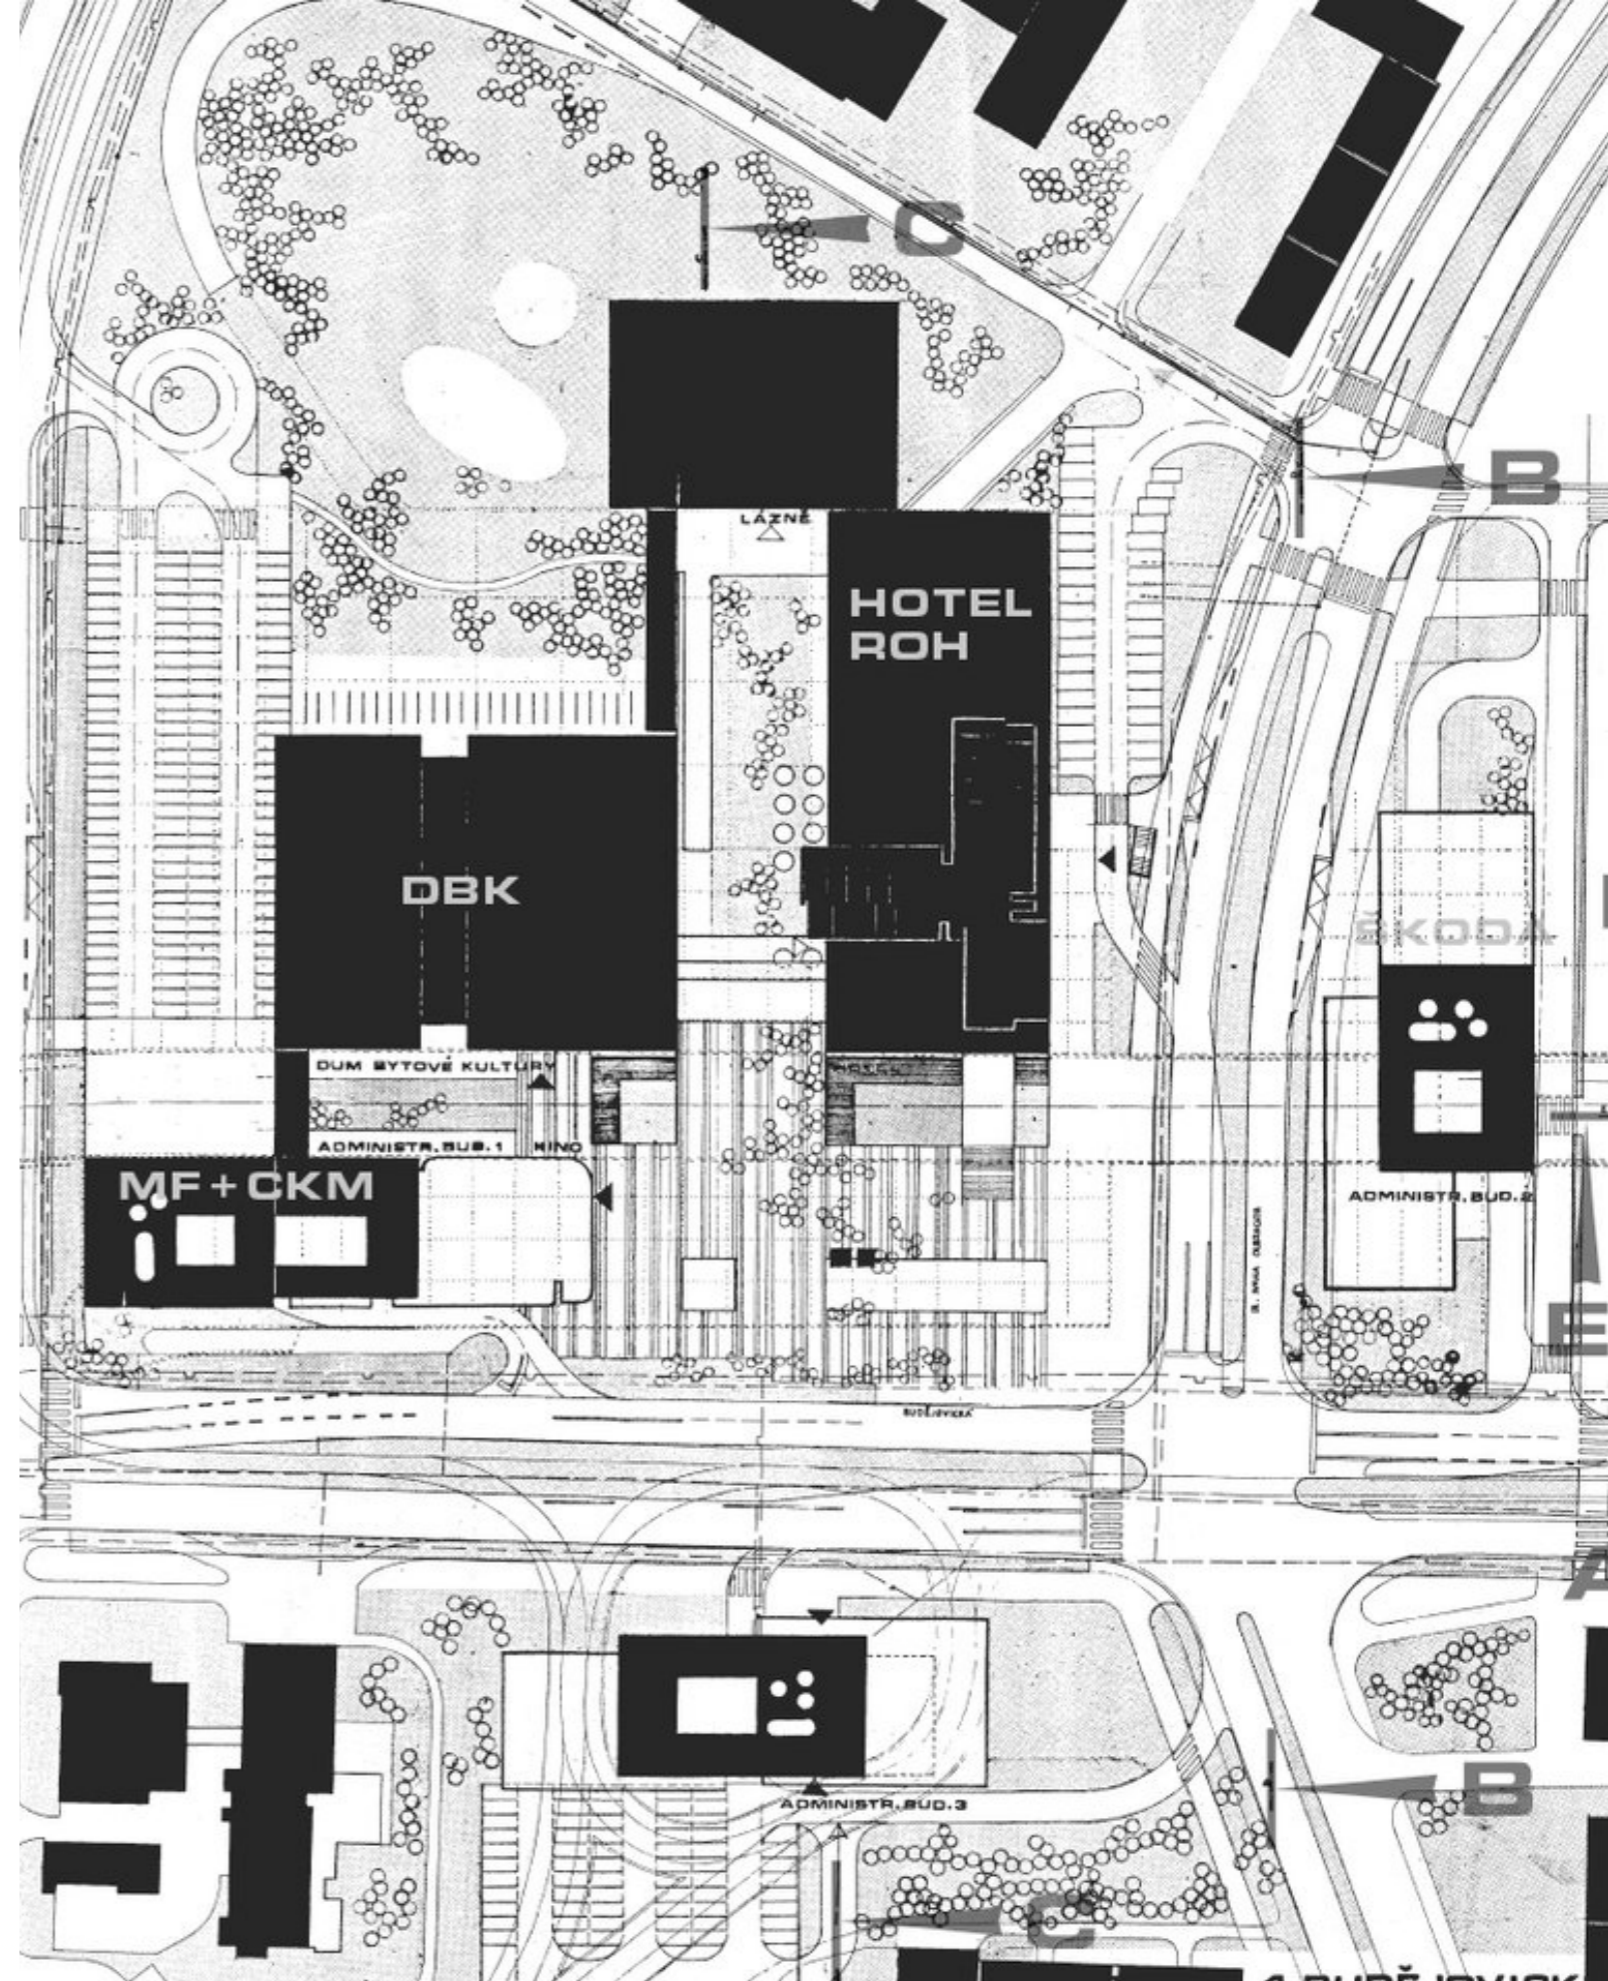 C
B
LÁZNĚ
HOTEL
ROH
DBK
ŠKODA
DUM BYTOVÉ KULTURY
ADMINISTR. BUD. 1 KINO
MF+CKM
ADMINISTR. BUD. 2
E
BUDĚJOVICKÁ
A
B
ADMINISTR. BUD. 3
C